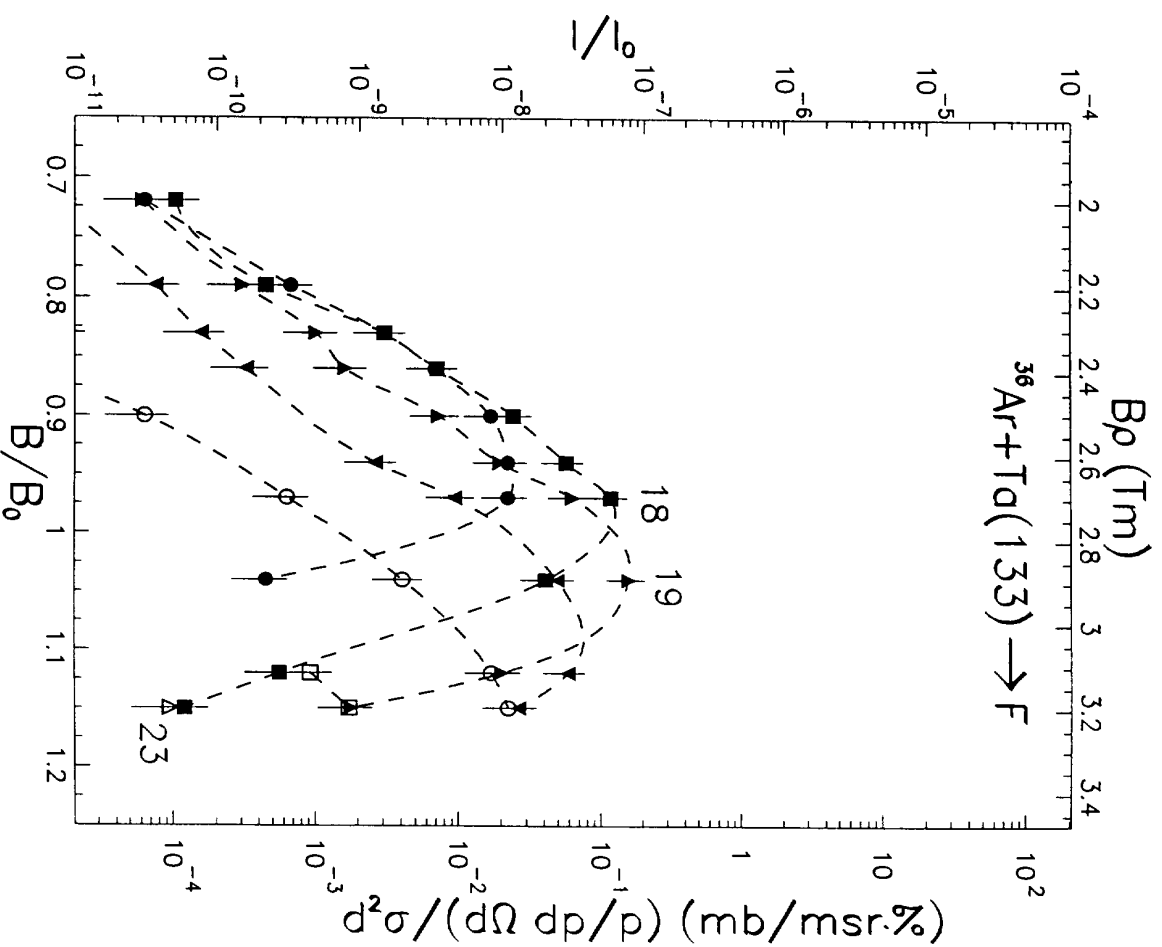 Bρ (Tm)
2 2.2 2.4 2.6 2.8 3 3.2 3.4
³⁶Ar+Ta(133) → F
I/I₀
10⁻⁴
10⁻⁵
10⁻⁶
10⁻⁷
10⁻⁸
10⁻⁹
10⁻¹⁰
10⁻¹¹
18
19
23
d²σ/(dΩ dp/p) (mb/msr·%)
10²
10
1
10⁻¹
10⁻²
10⁻³
10⁻⁴
0.7 0.8 0.9 1 1.1 1.2
B/B₀